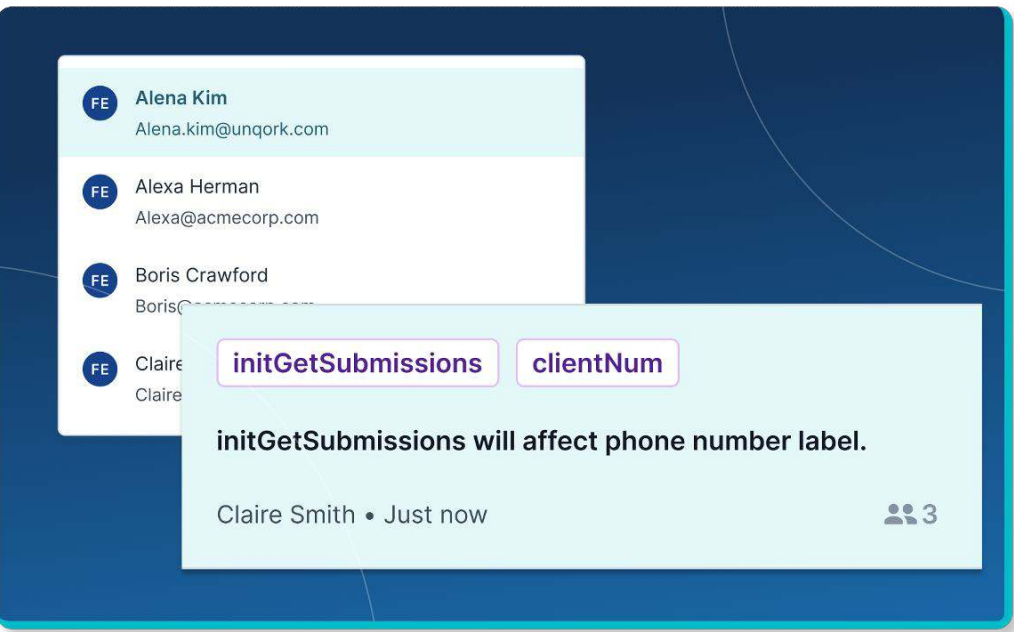 FE
Alena Kim
Alena.kim@unqork.com
FE
Alexa Herman
Alexa@acmecorp.com
FE
Boris Crawford
FE
Claire
Claire
initGetSubmissions clientNum
initGetSubmissions will affect phone number label.
Claire Smith • Just now
3